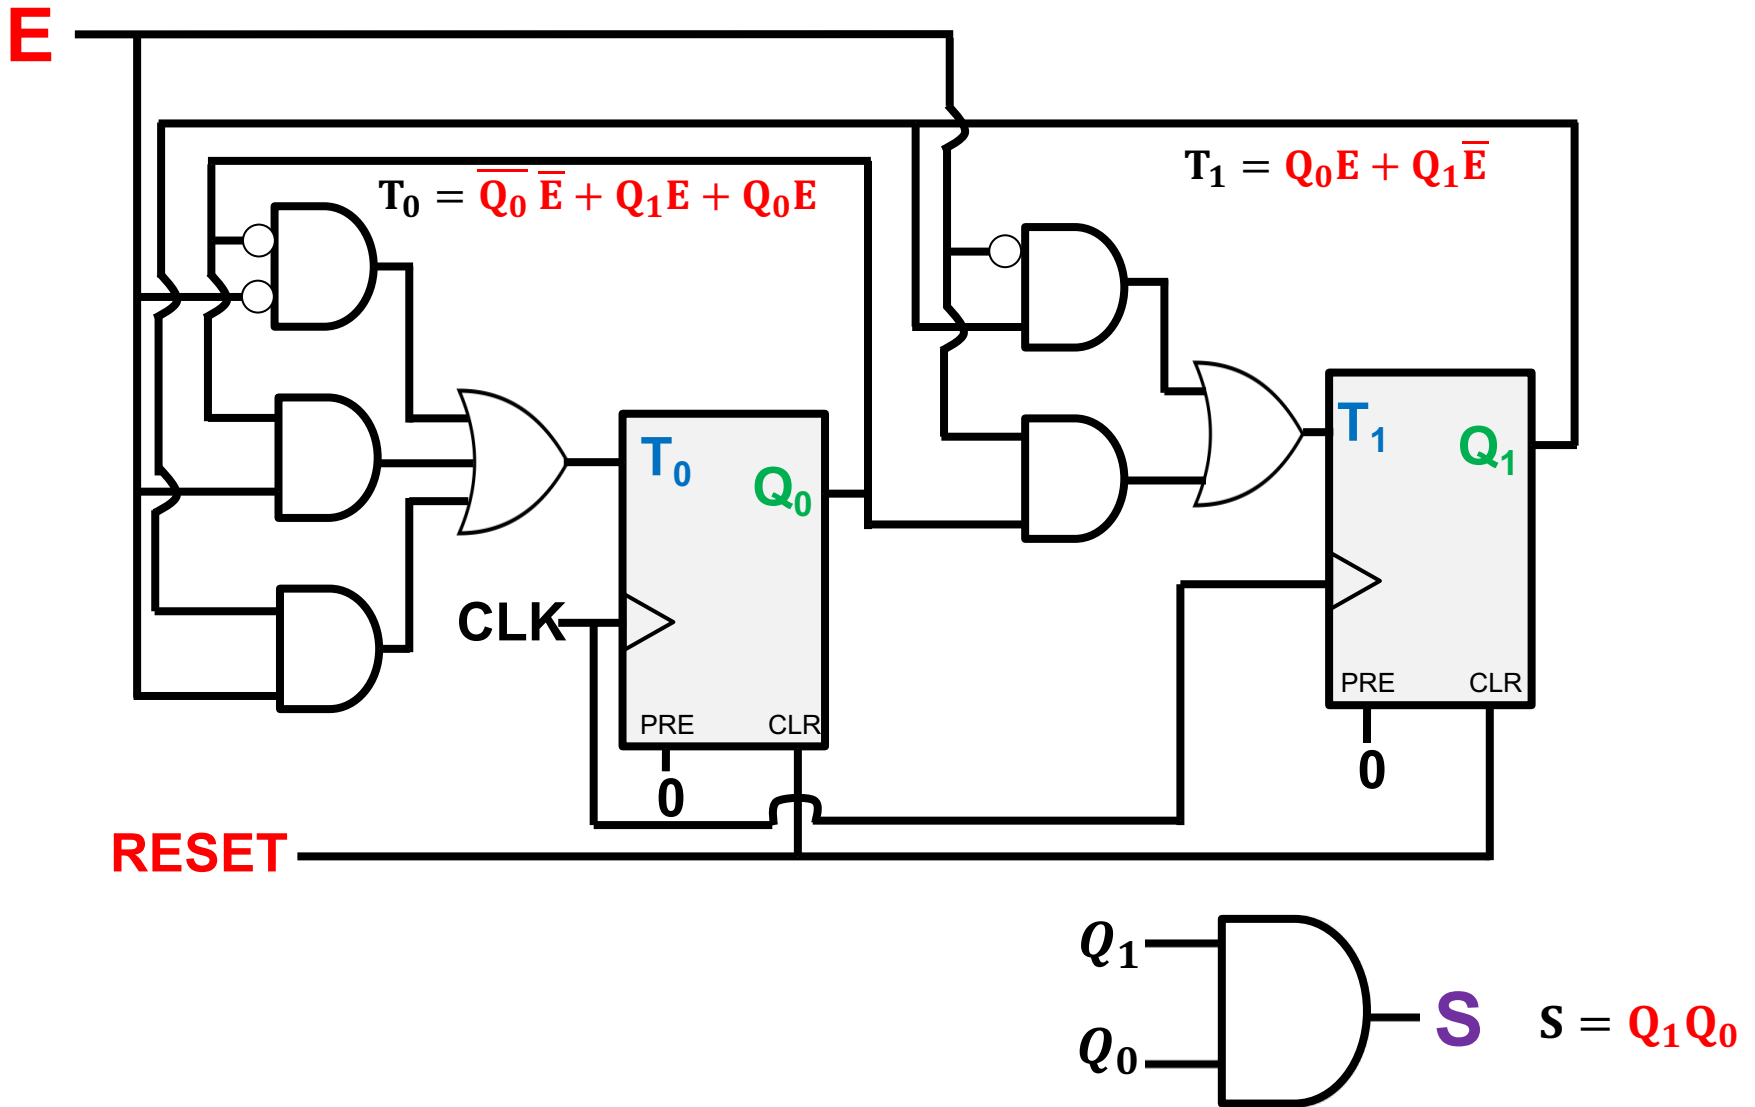 E
T₀ = Q̅₀ E̅ + Q₁E + Q₀E
T₁ = Q₀E + Q₁E̅
T₀
Q₀
T₁
Q₁
CLK
PRE CLR
0
PRE CLR
0
RESET
Q₁
Q₀
S
S = Q₁Q₀